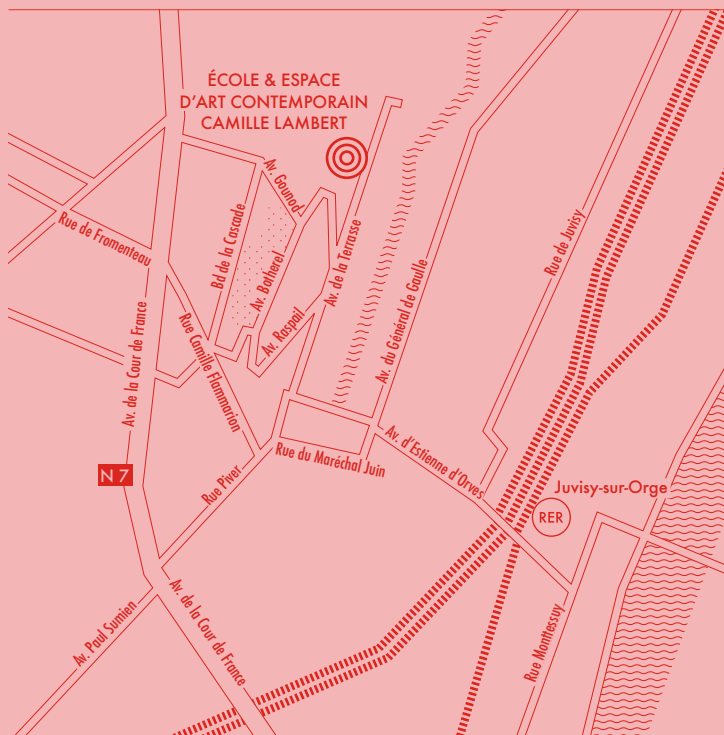 ÉCOLE & ESPACE
D'ART CONTEMPORAIN
CAMILLE LAMBERT
Av. Gounod
Rue de Fromenteau
Bd de la Cascade
Av. Batherel
Av. de la Terrasse
Rue de Juvisy
Av. Raspail
Av. du Général de Gaulle
Av. de la Cour de France
Rue Camille Flammarion
Rue du Maréchal Juin
Av. d'Estienne d'Orves
N 7
Rue Piver
Juvisy-sur-Orge
RER
Av. Paul Sumien
Av. de la Cour de France
Rue Monttessuy